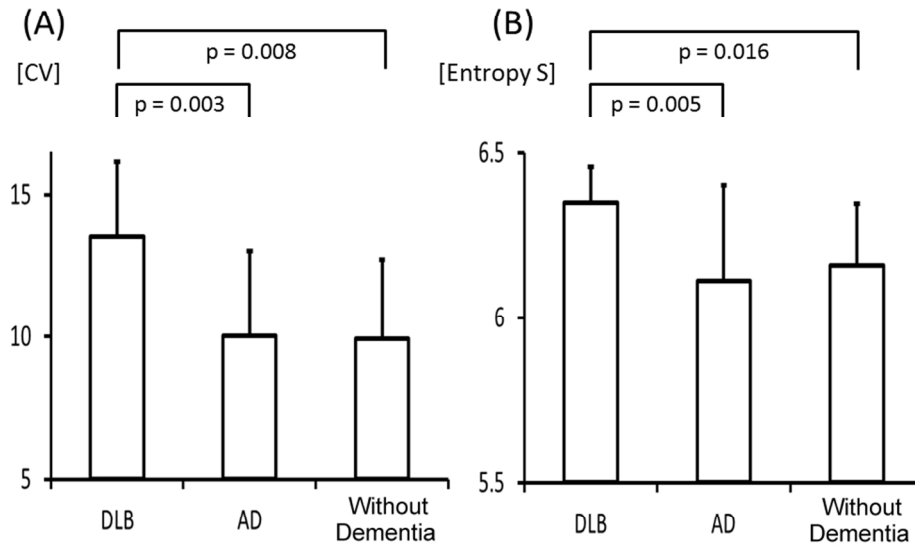 (A)
[CV]
p = 0.008
p = 0.003
15
10
5
DLB
AD
Without
Dementia
(B)
[Entropy S]
p = 0.016
p = 0.005
6.5
6
5.5
DLB
AD
Without
Dementia